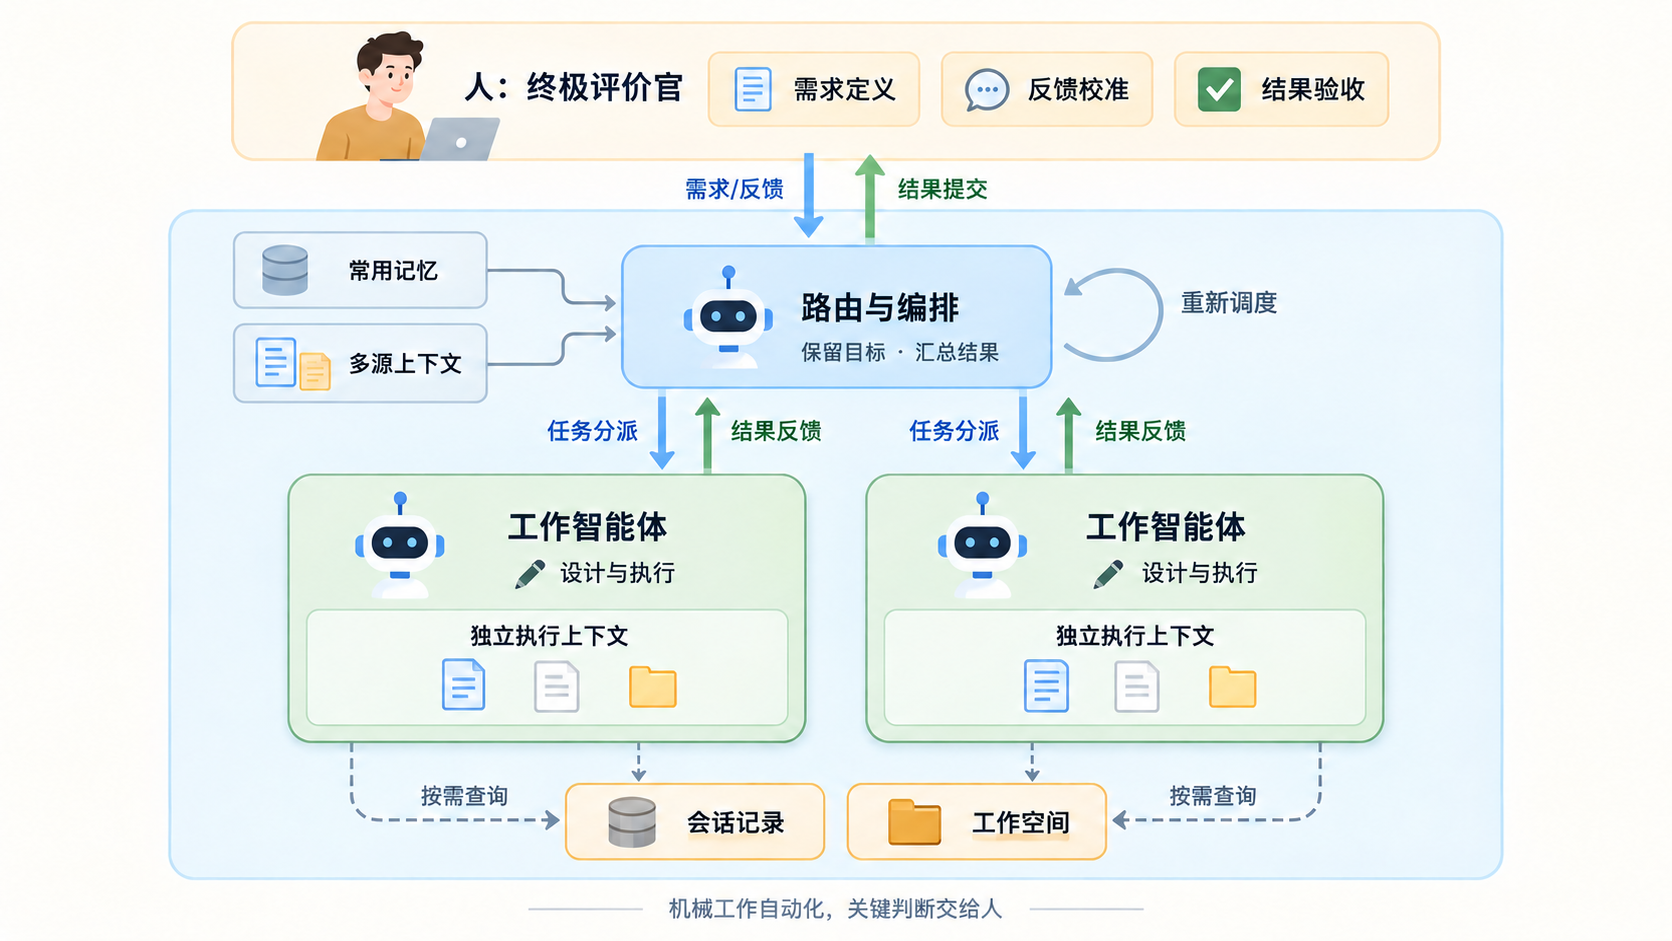 人：终极评价官
需求定义
反馈校准
结果验收
需求/反馈
结果提交
常用记忆
多源上下文
路由与编排
保留目标 · 汇总结果
重新调度
任务分派
结果反馈
任务分派
结果反馈
工作智能体
设计与执行
独立执行上下文
工作智能体
设计与执行
独立执行上下文
按需查询
会话记录
工作空间
按需查询
机械工作自动化，关键判断交给人